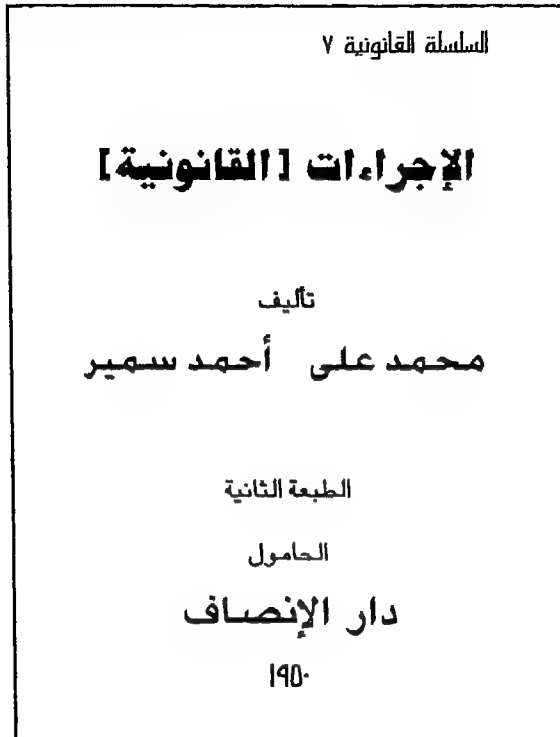 السلسلة القانونية ٧
الإجراءات [القانونية]
تأليف
محمد على أحمد سمير
الطبعة الثانية
الحامول
دار الإنصاف
١٩٥٠